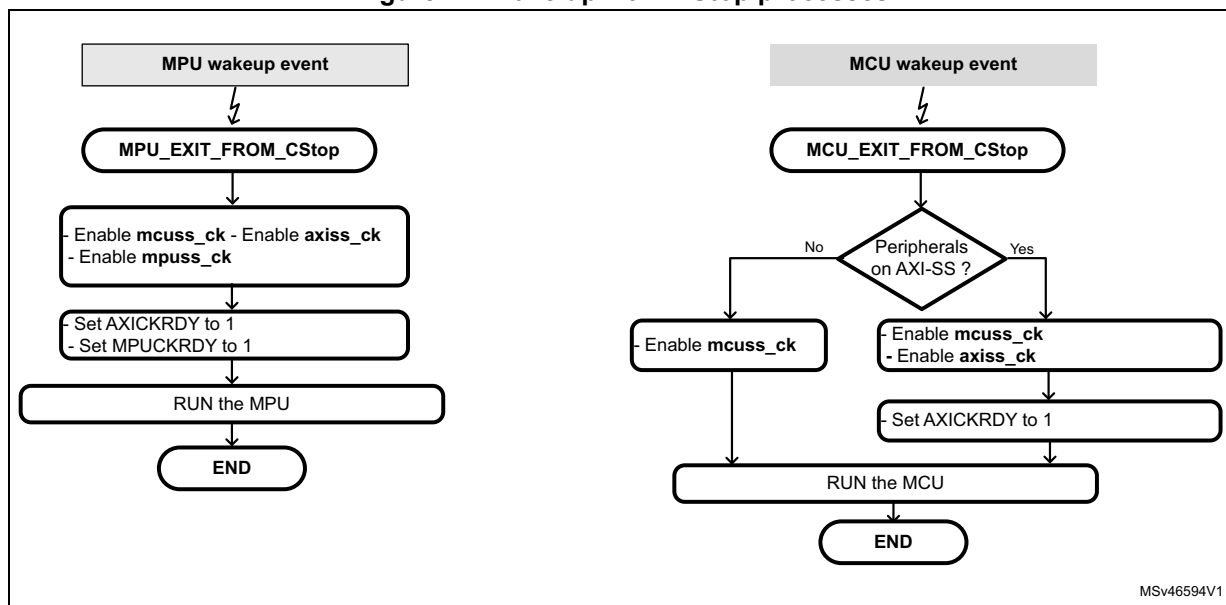 MPU wakeup event
MPU_EXIT_FROM_CStop
- Enable mcuss_ck - Enable axiss_ck
- Enable mpuss_ck
- Set AXICKRDY to 1
- Set MPUCKRDY to 1
RUN the MPU
END
MCU wakeup event
MCU_EXIT_FROM_CStop
Peripherals
on AXI-SS ?
No
Yes
- Enable mcuss_ck
- Enable mcuss_ck
- Enable axiss_ck
- Set AXICKRDY to 1
RUN the MCU
END
MSv46594V1